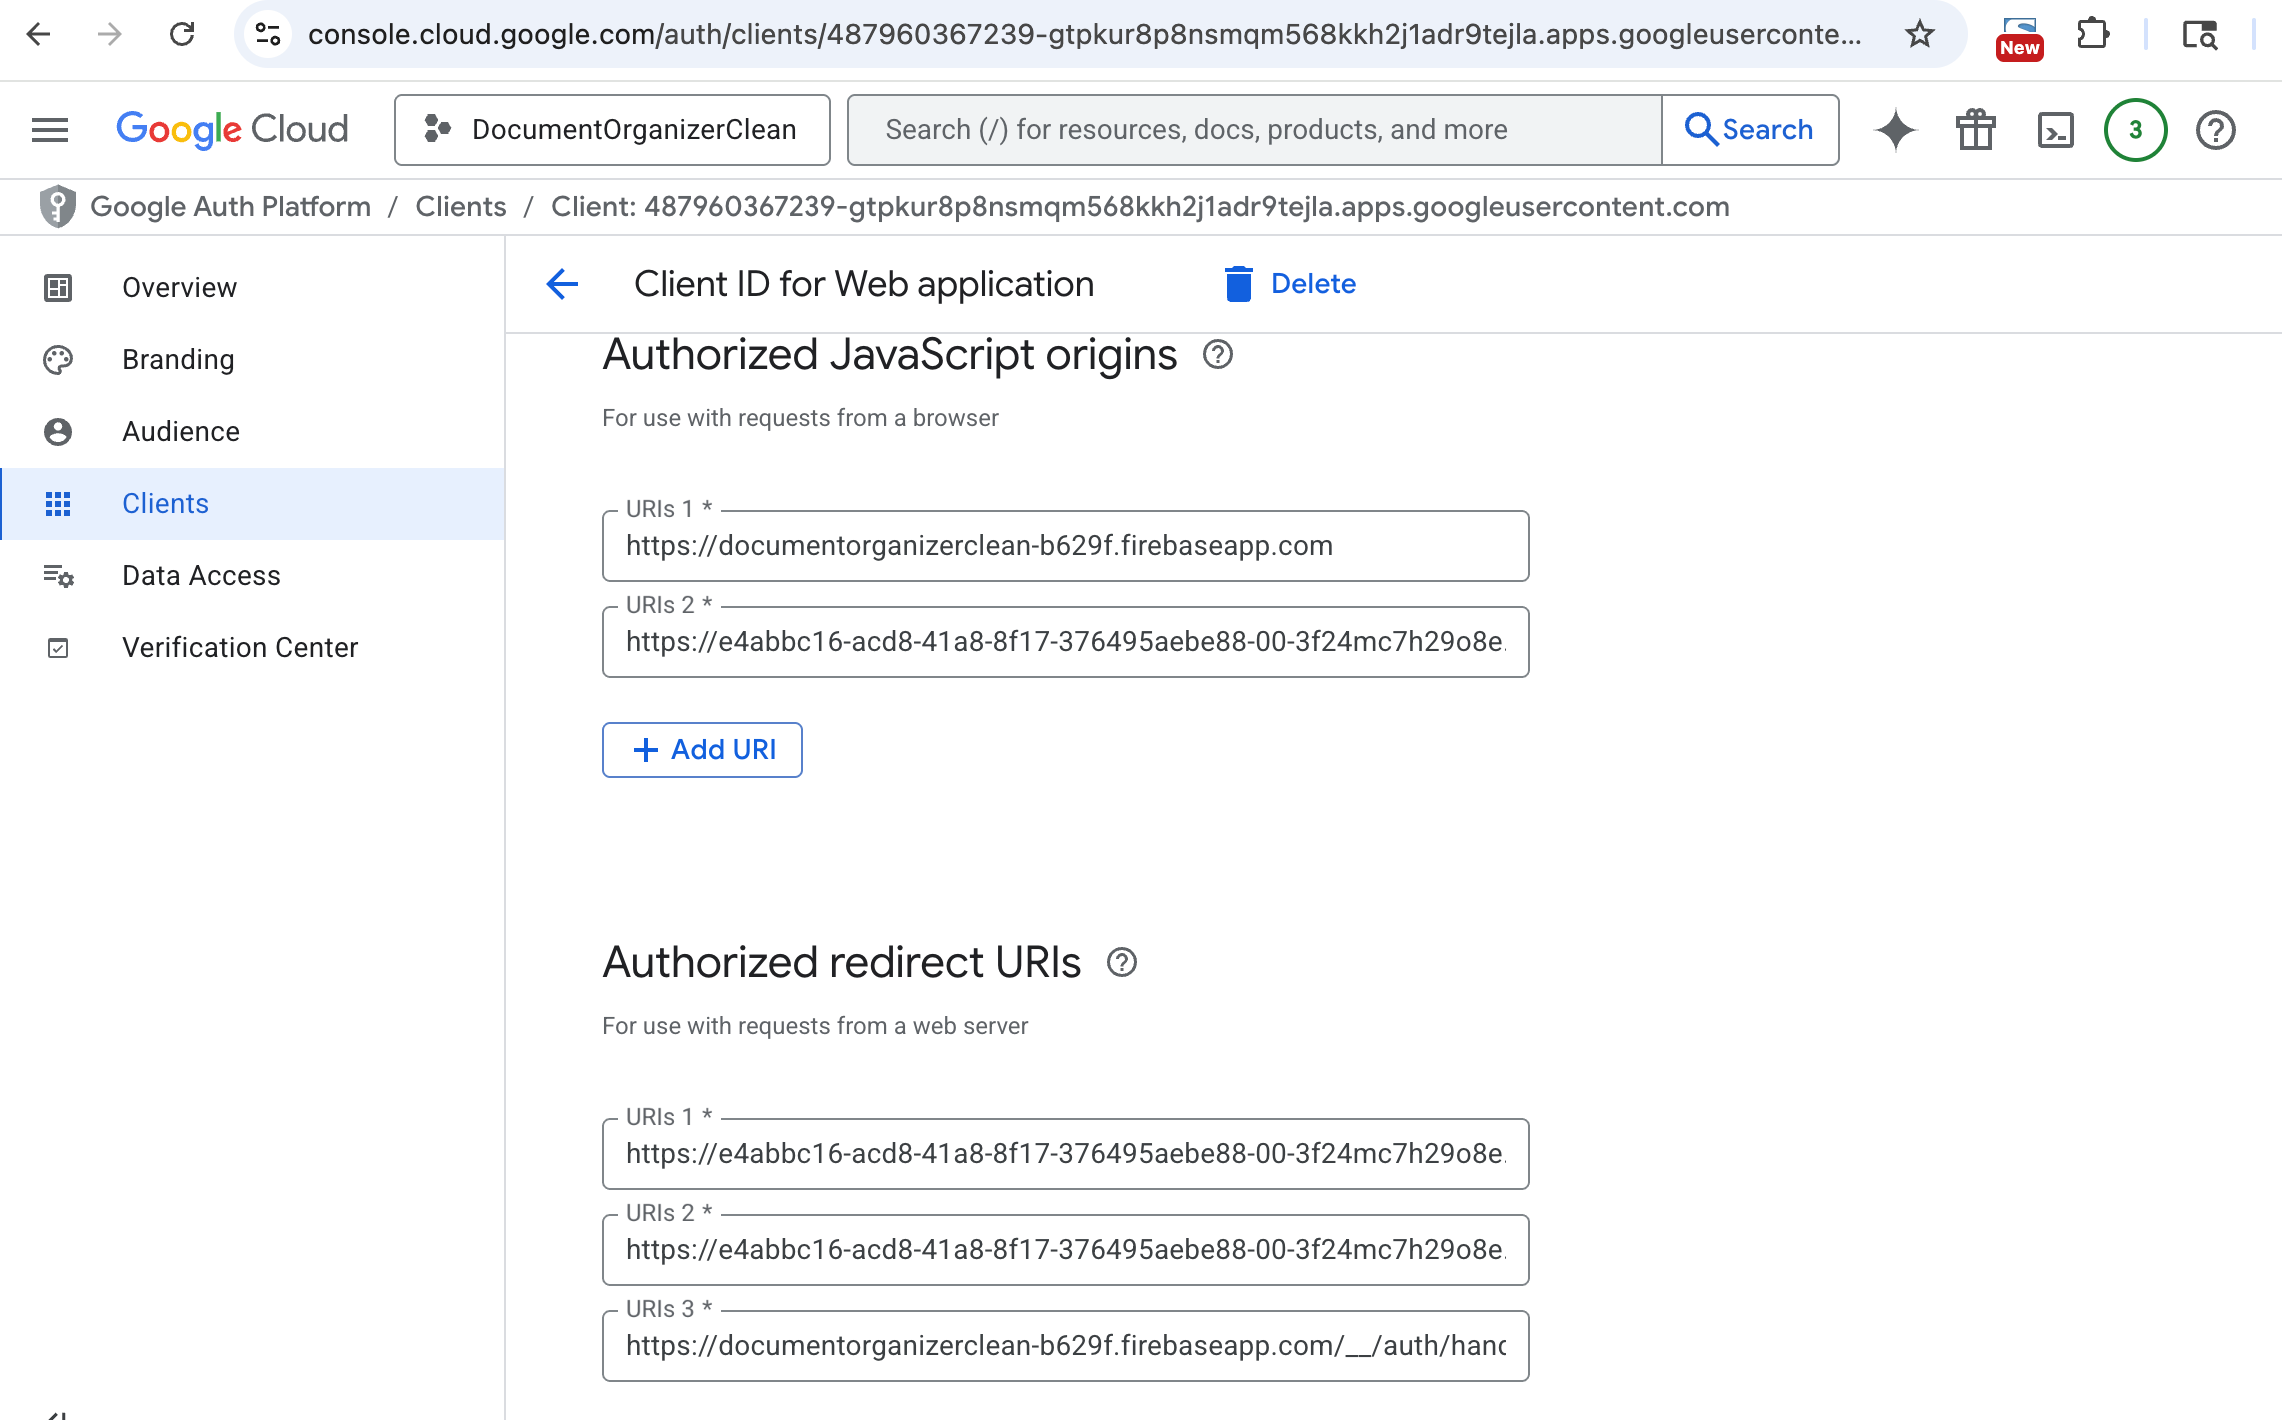 console.cloud.google.com/auth/clients/487960367239-gtpkur8p8nsmqm568kkh2j1adr9tejla.apps.googleuserconte...
New
Google Cloud
DocumentOrganizerClean
Search (/) for resources, docs, products, and more
Search
3
Google Auth Platform / Clients / Client: 487960367239-gtpkur8p8nsmqm568kkh2j1adr9tejla.apps.googleusercontent.com
Overview
Branding
Audience
Clients
Data Access
Verification Center
Client ID for Web application
Delete
Authorized JavaScript origins
For use with requests from a browser
URIs 1 *
https://documentorganizerclean-b629f.firebaseapp.com
URIs 2 *
https://e4abbc16-acd8-41a8-8f17-376495aebe88-00-3f24mc7h29o8e.
+ Add URI
Authorized redirect URIs
For use with requests from a web server
URIs 1 *
https://e4abbc16-acd8-41a8-8f17-376495aebe88-00-3f24mc7h29o8e.
URIs 2 *
https://e4abbc16-acd8-41a8-8f17-376495aebe88-00-3f24mc7h29o8e.
URIs 3 *
https://documentorganizerclean-b629f.firebaseapp.com/__/auth/hand